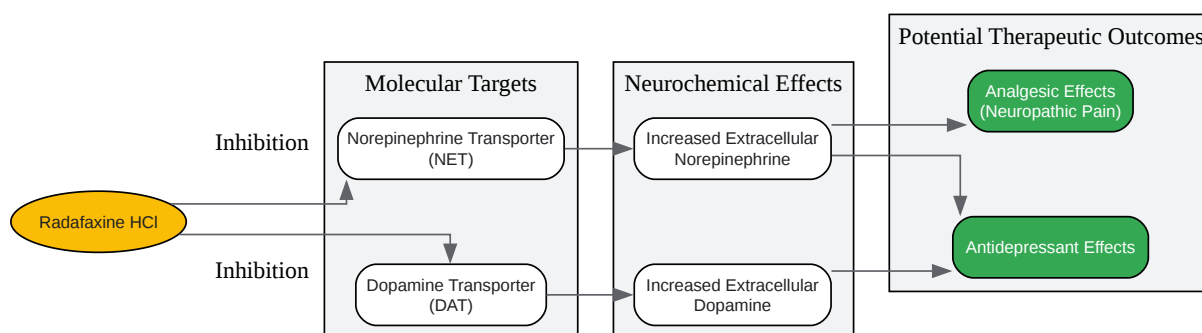 Potential Therapeutic Outcomes
Molecular Targets
Neurochemical Effects
Analgesic Effects
(Neuropathic Pain)
Inhibition
Norepinephrine Transporter
(NET)
Increased Extracellular
Norepinephrine
Radafaxine HCl
Antidepressant Effects
Inhibition
Dopamine Transporter
(DAT)
Increased Extracellular
Dopamine